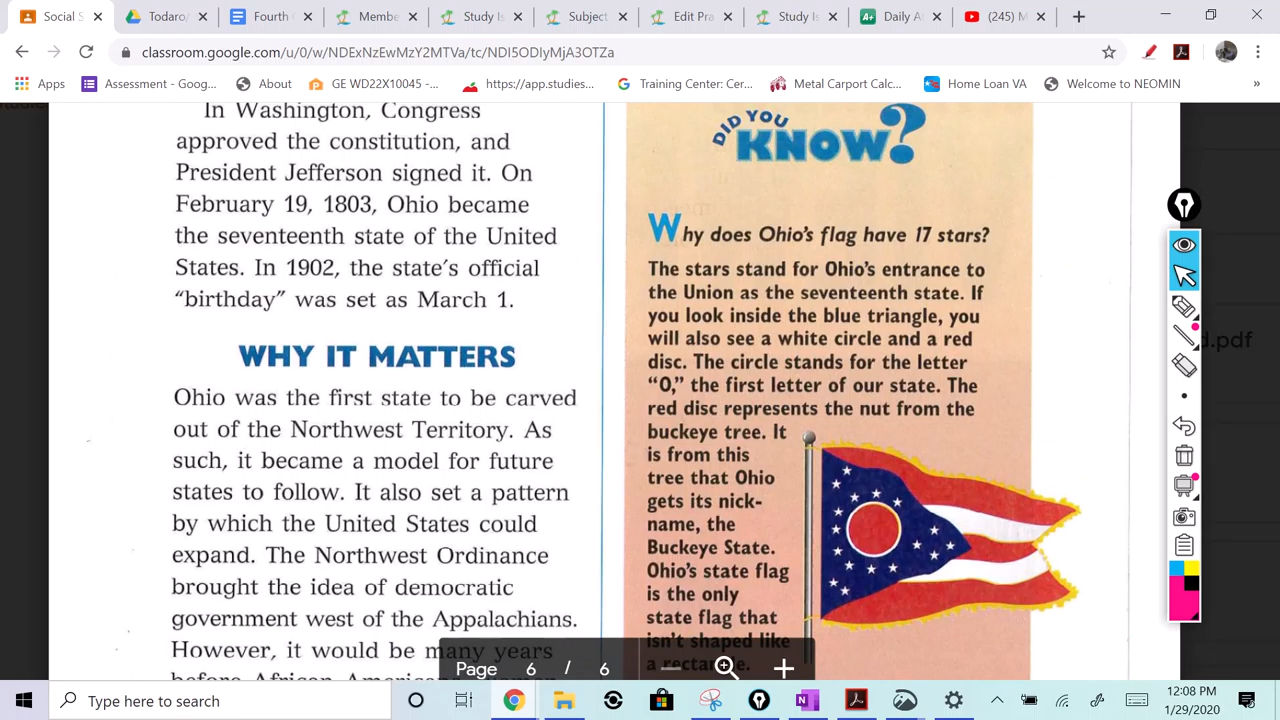 Social S
Todaro
Fourth G
Membe
Study Is
Subject
Edit P
Study Is
Daily A
(245) M
classroom.google.com/u/0/w/NDExNzEwMzY2MTVa/tc/NDI5ODIyMjA3OTZa
Apps
Assessment - Goog...
About
GE WD22X10045 -...
https://app.studies...
Training Center: Cer...
Metal Carport Calc...
Home Loan VA
Welcome to NEOMIN
»
In Washington, Congress
approved the constitution, and
President Jefferson signed it. On
February 19, 1803, Ohio became
the seventeenth state of the United
States. In 1902, the state's official
“birthday” was set as March 1.
WHY IT MATTERS
Ohio was the first state to be carved
out of the Northwest Territory. As
such, it became a model for future
states to follow. It also set a pattern
by which the United States could
expand. The Northwest Ordinance
brought the idea of democratic
government west of the Appalachians.
However, it would be many years
DID YOU
KNOW?
Why does Ohio's flag have 17 stars?
The stars stand for Ohio's entrance to
the Union as the seventeenth state. If
you look inside the blue triangle, you
will also see a white circle and a red
disc. The circle stands for the letter
“O,” the first letter of our state. The
red disc represents the nut from the
buckeye tree. It
is from this
tree that Ohio
gets its nick-
name, the
Buckeye State.
Ohio's state flag
is the only
state flag that
isn't shaped like
a rectangle.
d.pdf
Page 6 / 6
Type here to search
12:08 PM
1/29/2020